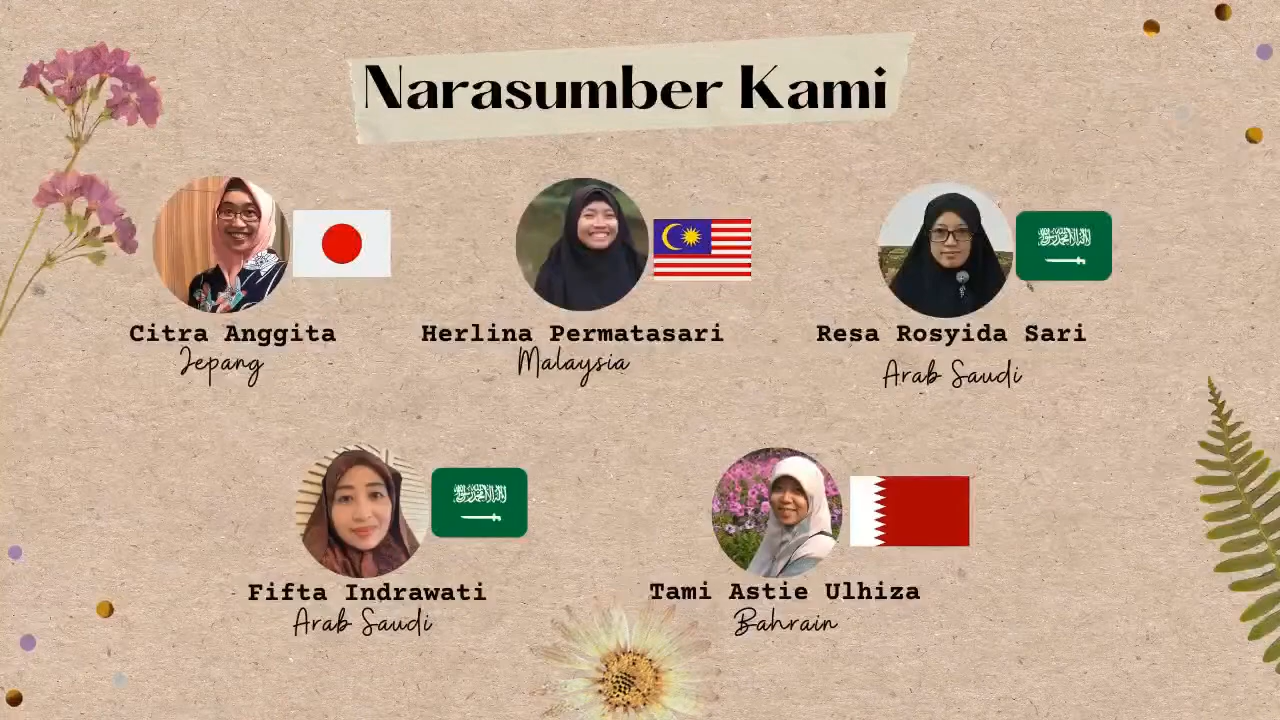 Narasumber Kami
Citra Anggita
Jepang
Herlina Permatasari
Malaysia
Resa Rosyida Sari
Arab Saudi
Fifta Indrawati
Arab Saudi
Tami Astie Ulhiza
Bahrain